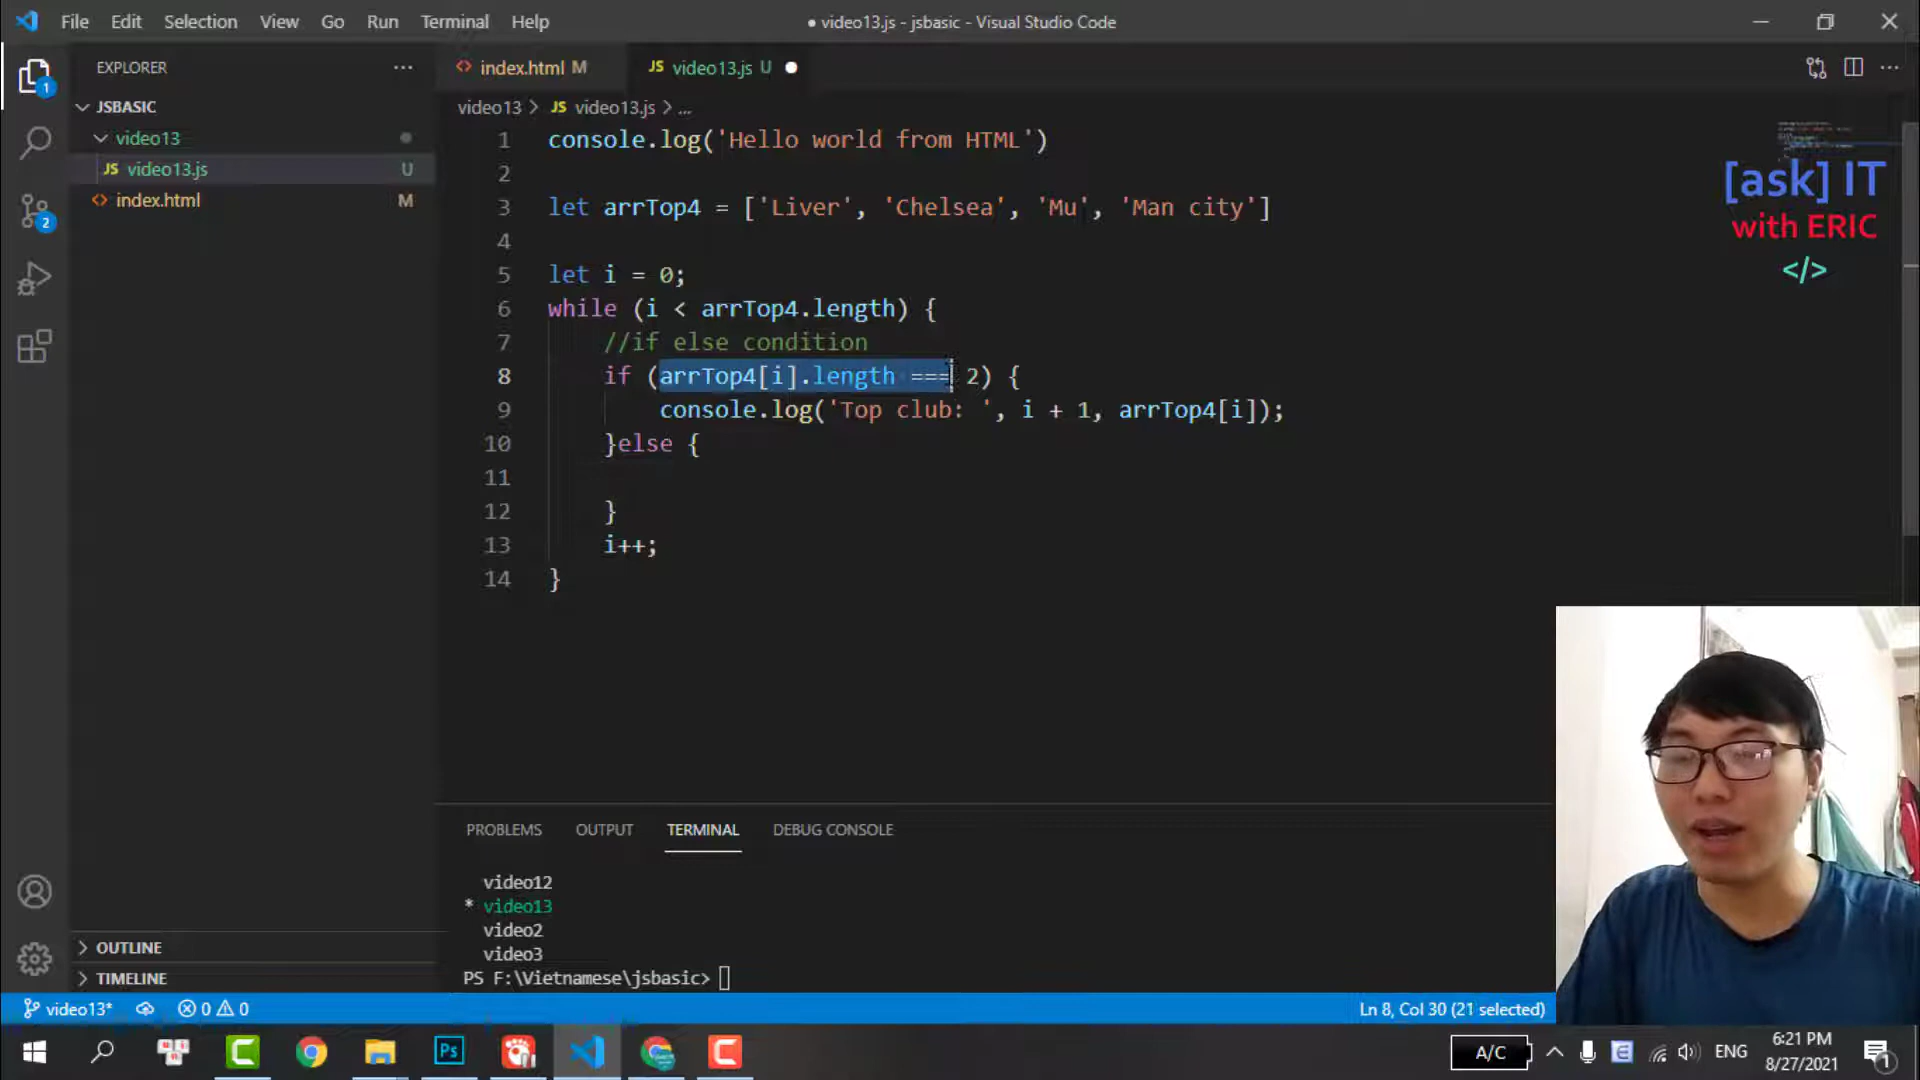 File Edit Selection View Go Run Terminal Help
● video13.js - jsbasic - Visual Studio Code
EXPLORER
JSBASIC
video13
JS video13.js U
index.html M
OUTLINE
TIMELINE
1
2
index.html M
JS video13.js U
video13 > JS video13.js > ...
1 console.log('Hello world from HTML')
2
3 let arrTop4 = ['Liver', 'Chelsea', 'Mu', 'Man city']
4
5 let i = 0;
6 while (i < arrTop4.length) {
7 //if else condition
8 if (arrTop4[i].length === 2) {
9 console.log('Top club: ', i + 1, arrTop4[i]);
10 }else {
11
12 }
13 i++;
14 }
[ask] IT
with ERIC
</>
PROBLEMS OUTPUT TERMINAL DEBUG CONSOLE
video12
* video13
video2
video3
PS F:\Vietnamese\jsbasic>
video13* 0 0
Ln 8, Col 30 (21 selected)
Ps
A/C
ENG
6:21 PM
8/27/2021
1